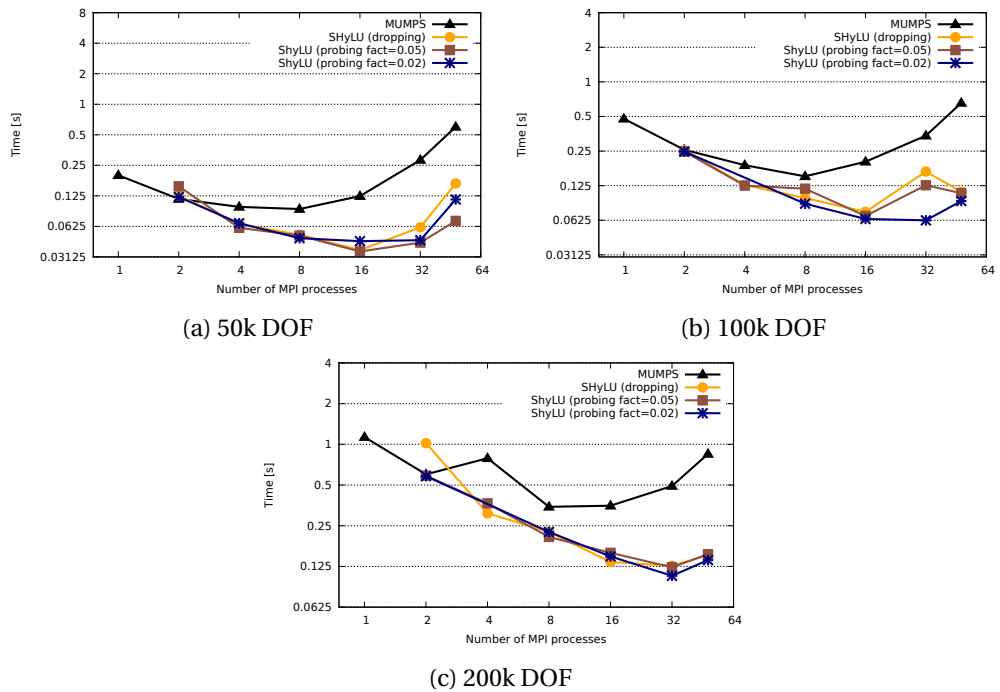 8
4
2
1
0.5
0.25
0.125
0.0625
0.03125
Time [s]
MUMPS
SHyLU (dropping)
ShyLU (probing fact=0.05)
ShyLU (probing fact=0.02)
1 2 4 8 16 32 64
Number of MPI processes
(a) 50k DOF
4
2
1
0.5
0.25
0.125
0.0625
0.03125
Time [s]
MUMPS
SHyLU (dropping)
ShyLU (probing fact=0.05)
ShyLU (probing fact=0.02)
1 2 4 8 16 32 64
Number of MPI processes
(b) 100k DOF
4
2
1
0.5
0.25
0.125
0.0625
Time [s]
MUMPS
SHyLU (dropping)
ShyLU (probing fact=0.05)
ShyLU (probing fact=0.02)
1 2 4 8 16 32 64
Number of MPI processes
(c) 200k DOF